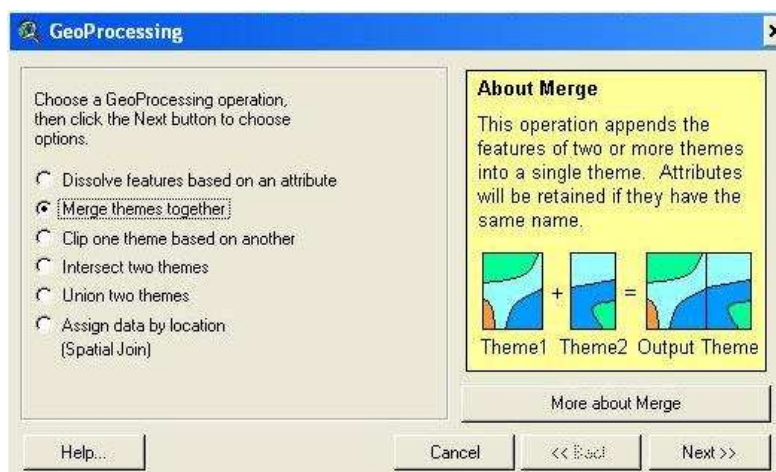 GeoProcessing
Choose a GeoProcessing operation,
then click the Next button to choose
options.
Dissolve features based on an attribute
Merge themes together
Clip one theme based on another
Intersect two themes
Union two themes
Assign data by location
(Spatial Join)
About Merge
This operation appends the
features of two or more themes
into a single theme. Attributes
will be retained if they have the
same name.
+ =
Theme1 Theme2 Output Theme
More about Merge
Help... Cancel << Back Next >>